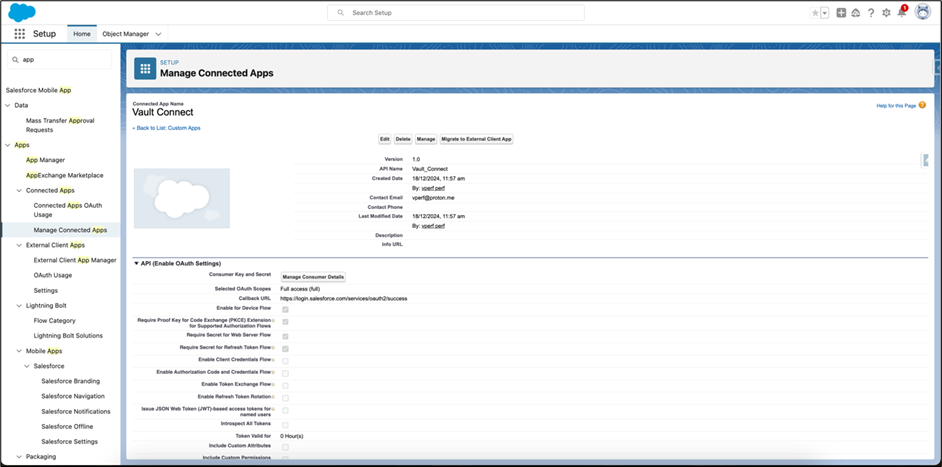 Search Setup
1
Setup
Home
Object Manager
app
Salesforce Mobile App
Data
Mass Transfer Approval
Requests
Apps
App Manager
AppExchange Marketplace
Connected Apps
Connected Apps OAuth
Usage
Manage Connected Apps
External Client Apps
External Client App Manager
OAuth Usage
Settings
Lightning Bolt
Flow Category
Lightning Bolt Solutions
Mobile Apps
Salesforce
Salesforce Branding
Salesforce Navigation
Salesforce Notifications
Salesforce Offline
Salesforce Settings
Packaging
SETUP
Manage Connected Apps
Connected App Name
Vault Connect
« Back to List: Custom Apps
Help for this Page
Edit Delete Manage Migrate to External Client App
Version 1.0
API Name Vault_Connect
Created Date 18/12/2024, 11:57 am
By: vperf perf
Contact Email vperf@proton.me
Contact Phone
Last Modified Date 18/12/2024, 11:57 am
By: vperf perf
Description
Info URL
API (Enable OAuth Settings)
Consumer Key and Secret Manage Consumer Details
Selected OAuth Scopes Full access (full)
Callback URL https://login.salesforce.com/services/oauth2/success
Enable for Device Flow
Require Proof Key for Code Exchange (PKCE) Extension
for Supported Authorization Flows
Require Secret for Web Server Flow
Require Secret for Refresh Token Flow
Enable Client Credentials Flow
Enable Authorization Code and Credentials Flow
Enable Token Exchange Flow
Enable Refresh Token Rotation
Issue JSON Web Token (JWT)-based access tokens for
named users
Introspect All Tokens
Token Valid for 0 Hour(s)
Include Custom Attributes
Include Custom Permissions